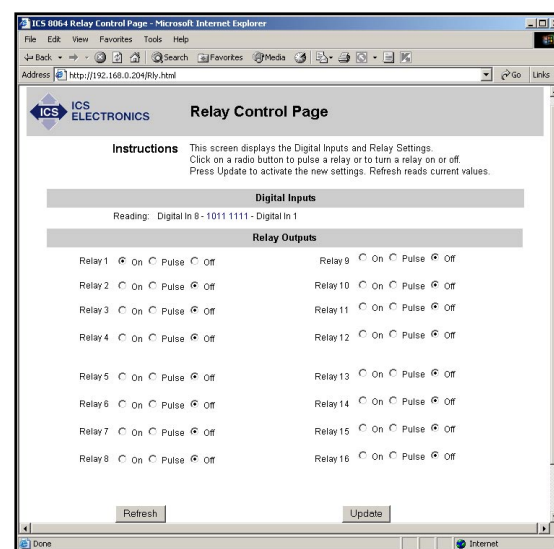 ICS 8064 Relay Control Page - Microsoft Internet Explorer
File Edit View Favorites Tools Help
Back Search Favorites Media
Address http://192.168.0.204/Rly.html Go Links
ICS
ICS
ELECTRONICS
Relay Control Page
Instructions This screen displays the Digital Inputs and Relay Settings.
Click on a radio button to pulse a relay or to turn a relay on or off.
Press Update to activate the new settings. Refresh reads current values.
Digital Inputs
Reading: Digital In 8 - 1011 1111 - Digital In 1
Relay Outputs
Relay 1 On Pulse Off Relay 9 On Pulse Off
Relay 2 On Pulse Off Relay 10 On Pulse Off
Relay 3 On Pulse Off Relay 11 On Pulse Off
Relay 4 On Pulse Off Relay 12 On Pulse Off
Relay 5 On Pulse Off Relay 13 On Pulse Off
Relay 6 On Pulse Off Relay 14 On Pulse Off
Relay 7 On Pulse Off Relay 15 On Pulse Off
Relay 8 On Pulse Off Relay 16 On Pulse Off
Refresh Update
Done Internet